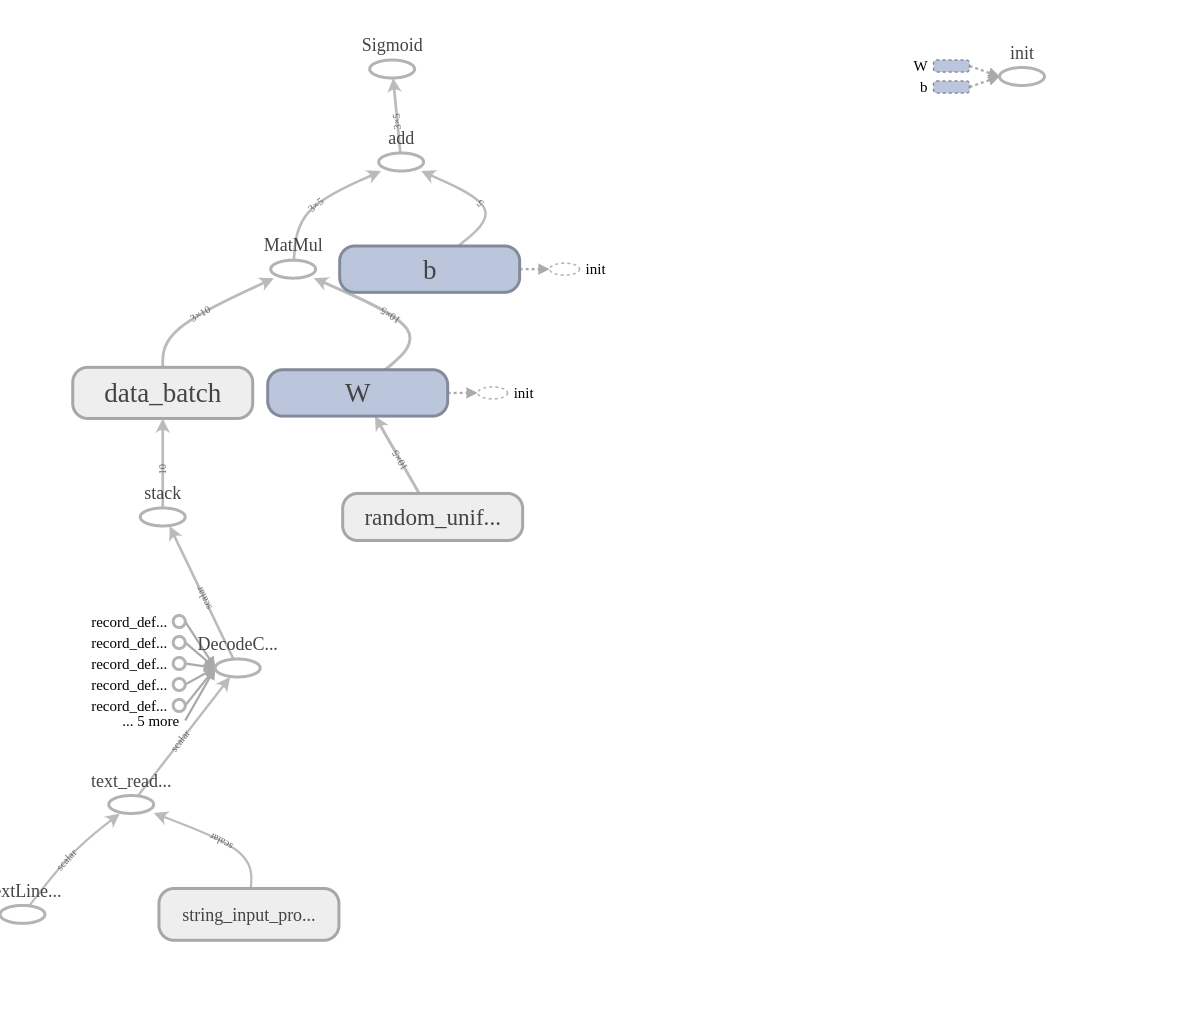 Sigmoid
init
W
b
3×5
add
3×5
5
MatMul
b
init
3×10
10×5
data_batch
W
init
10
10×5
stack
random_unif...
scalar
record_def...
DecodeC...
record_def...
record_def...
record_def...
record_def...
... 5 more
scalar
text_read...
scalar
scalar
extLine...
string_input_pro...